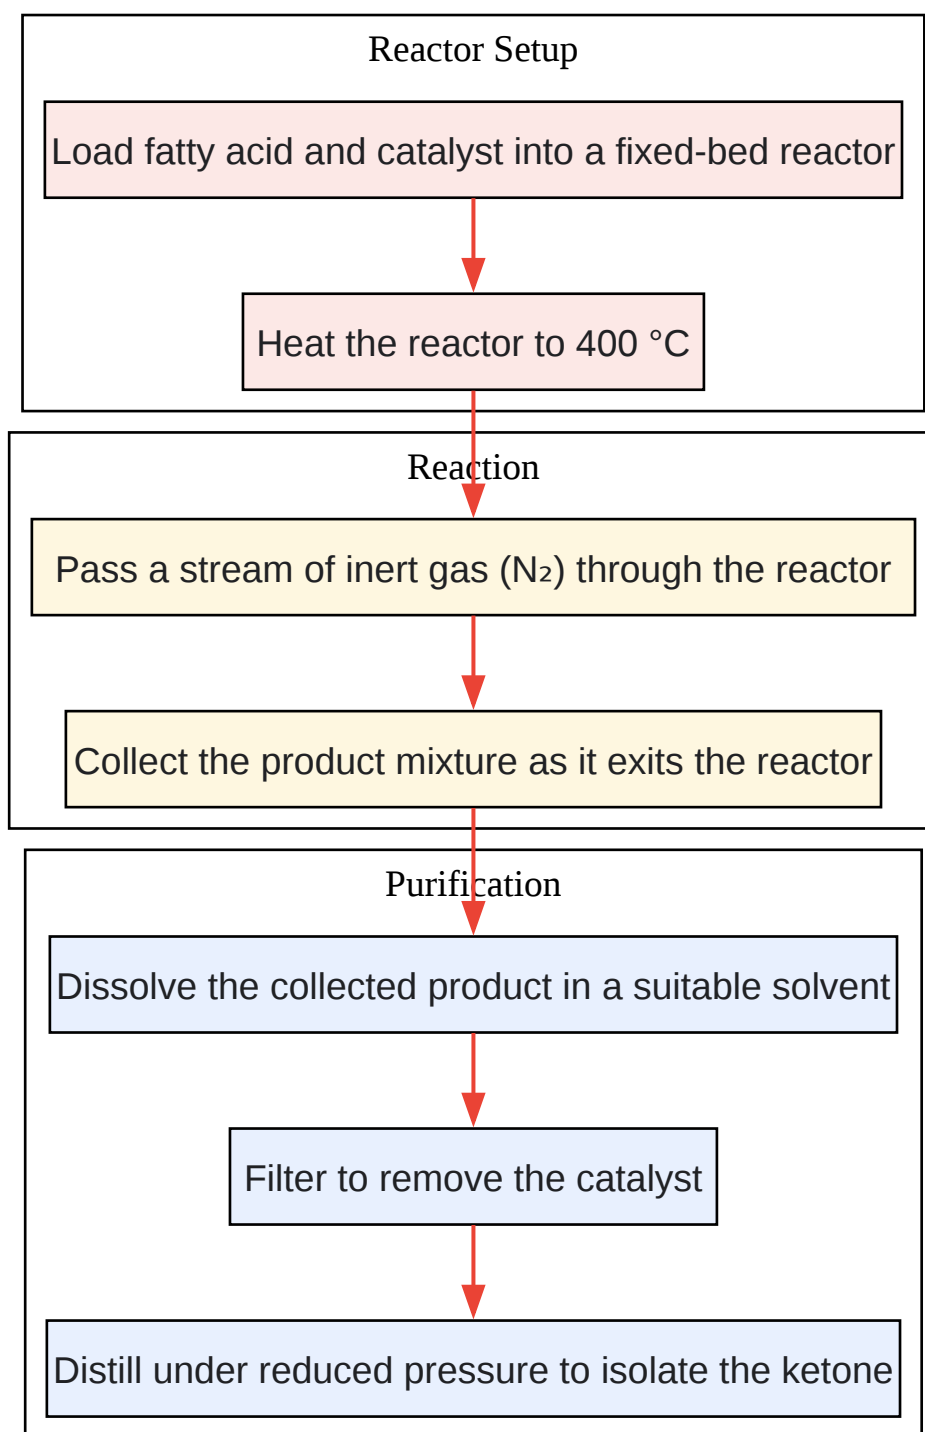 Reactor Setup
Load fatty acid and catalyst into a fixed-bed reactor
Heat the reactor to 400 °C
Reaction
Pass a stream of inert gas (N₂) through the reactor
Collect the product mixture as it exits the reactor
Purification
Dissolve the collected product in a suitable solvent
Filter to remove the catalyst
Distill under reduced pressure to isolate the ketone